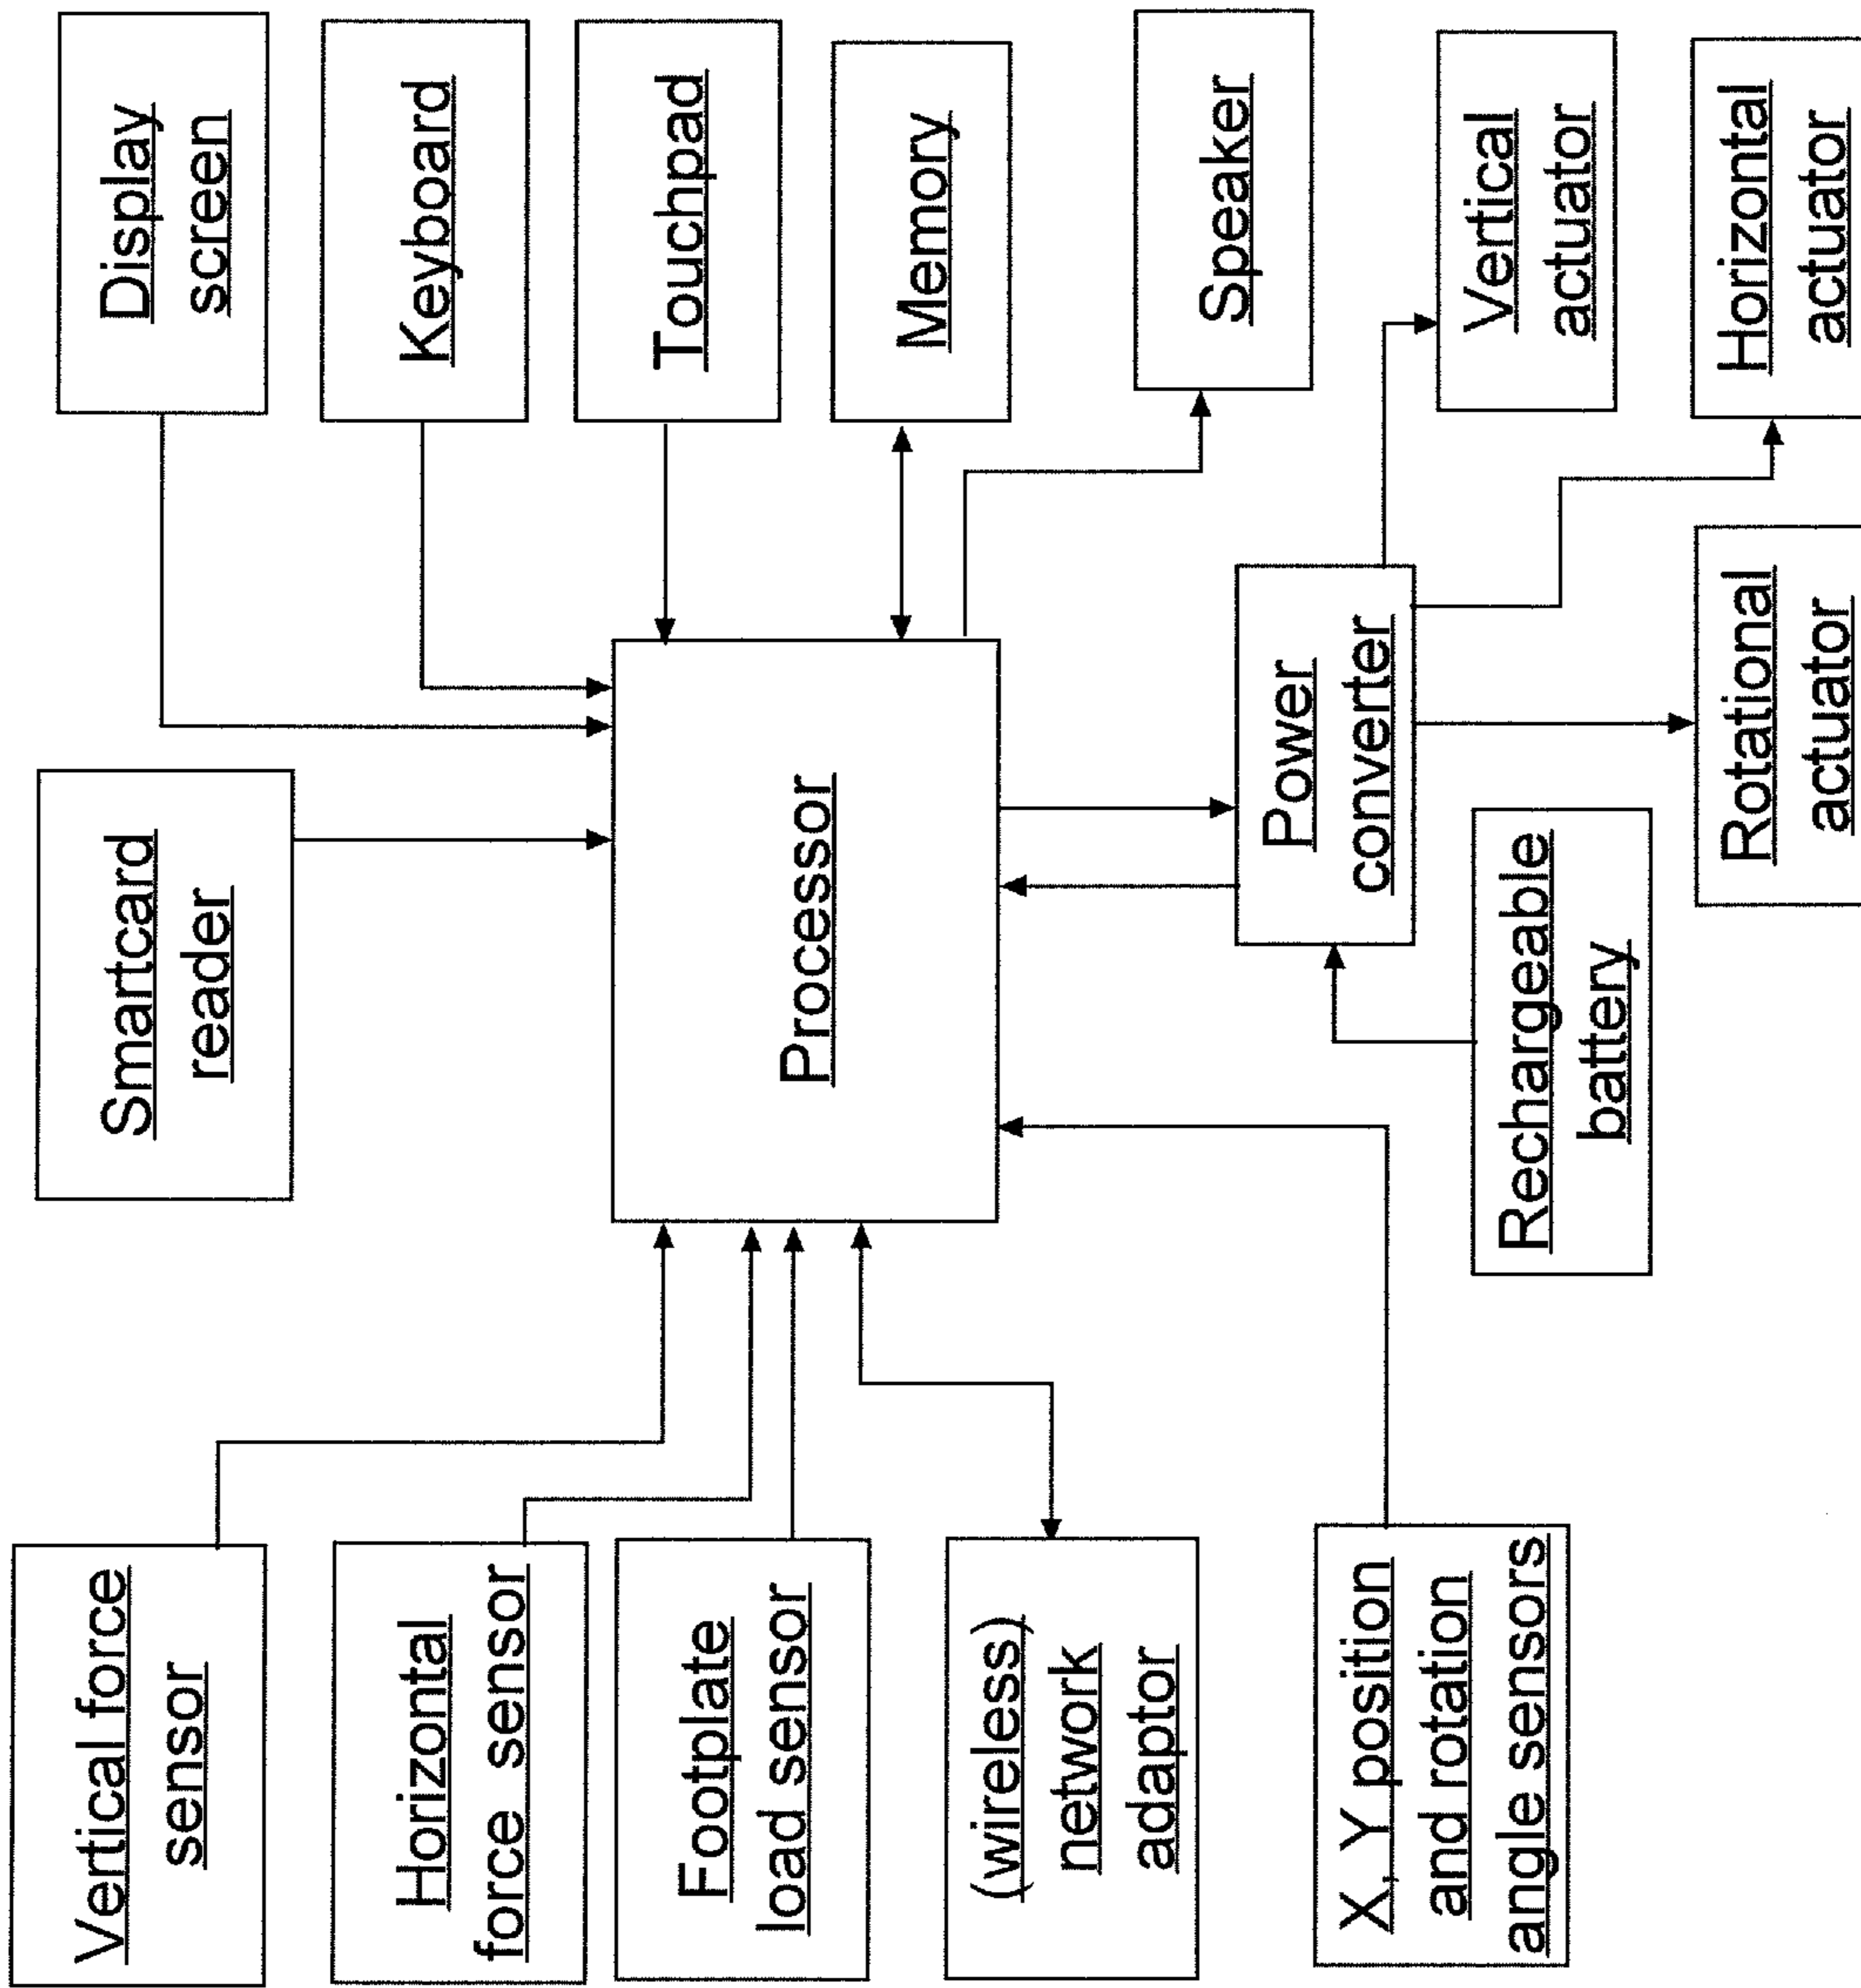 Vertical force
sensor
Horizontal
force sensor
Footplate
load sensor
(wireless)
network
adaptor
X, Y position
and rotation
angle sensors
Smartcard
reader
Processor
Power
converter
Rechargeable
battery
Rotational
actuator
Display
screen
Keyboard
Touchpad
Memory
Speaker
Vertical
actuator
Horizontal
actuator